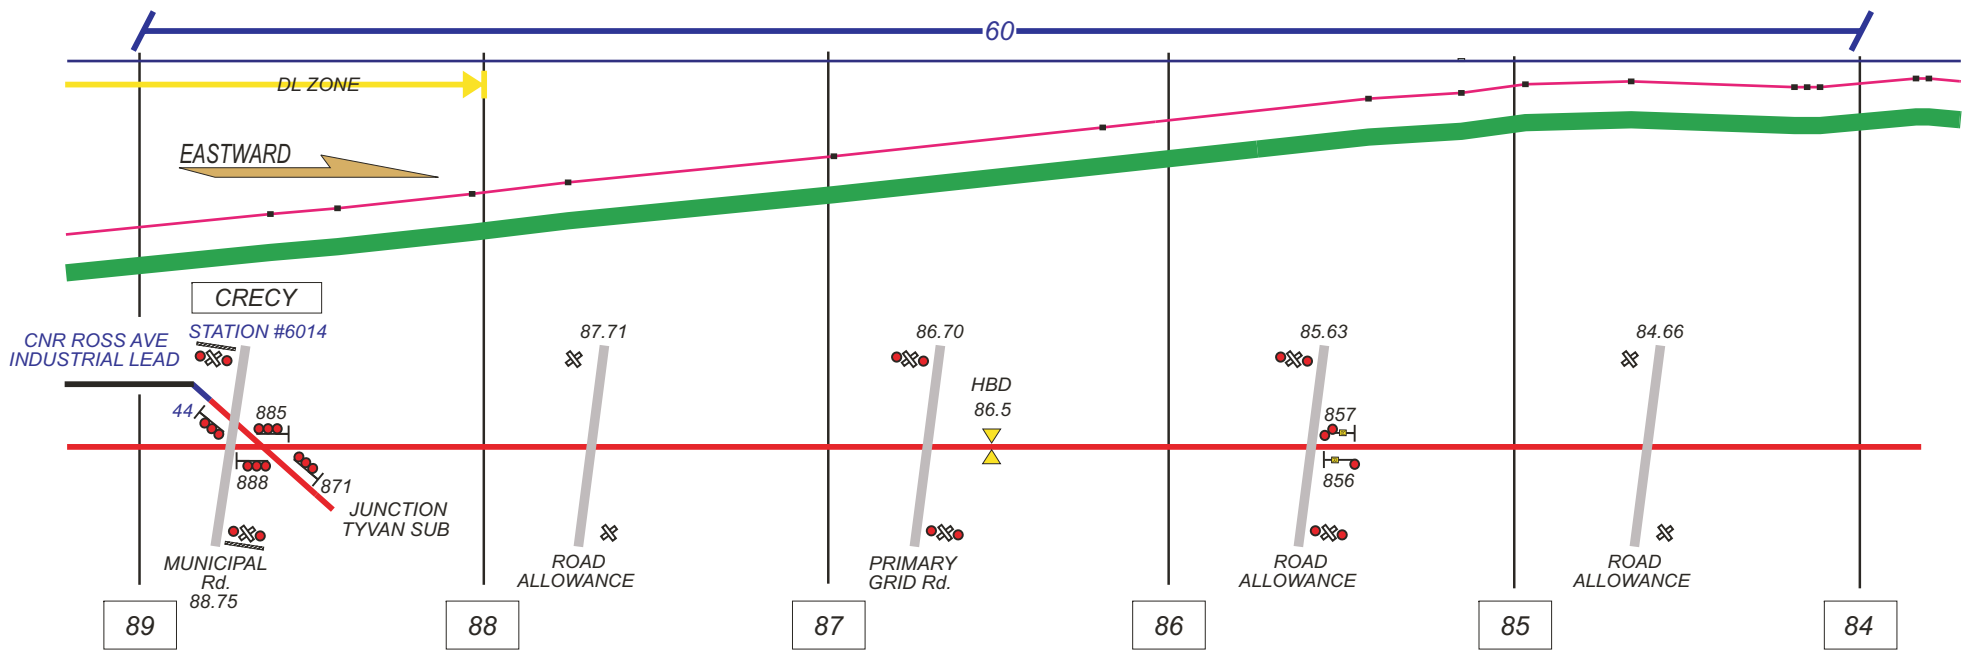 60
DL ZONE
EASTWARD
CRECY
STATION #6014
CNR ROSS AVE
INDUSTRIAL LEAD
87.71
86.70
85.63
84.66
HBD
86.5
44
885
857
888
871
856
JUNCTION
TYVAN SUB
MUNICIPAL
Rd.
88.75
ROAD
ALLOWANCE
PRIMARY
GRID Rd.
ROAD
ALLOWANCE
ROAD
ALLOWANCE
89
88
87
86
85
84